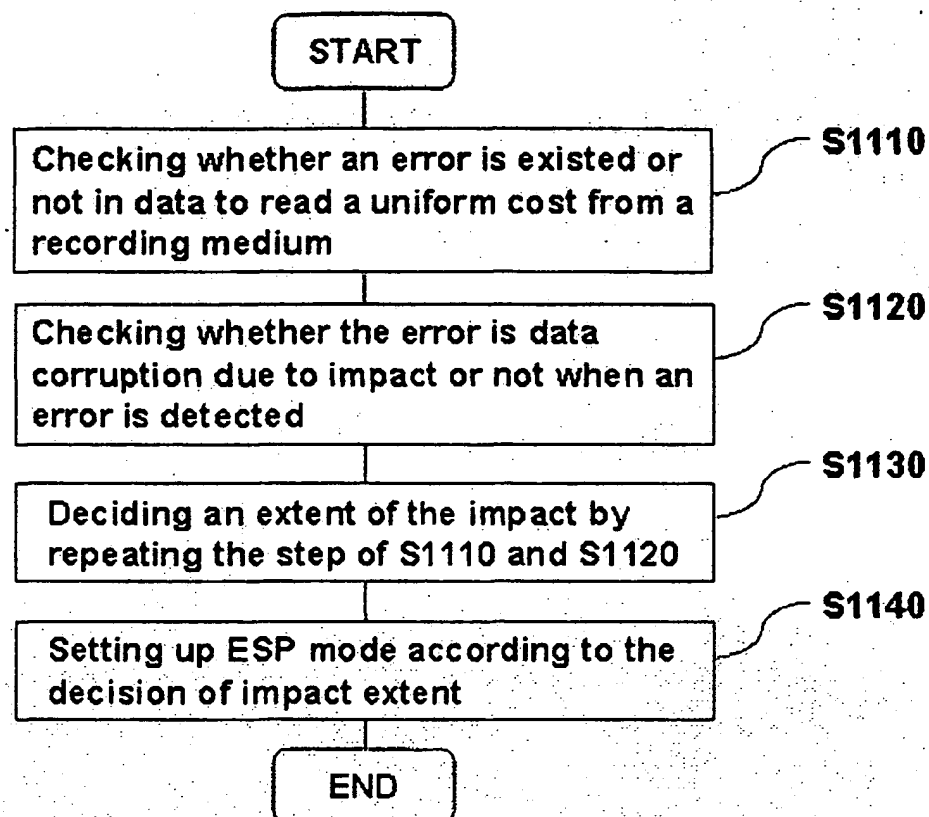 START
Checking whether an error is existed or
not in data to read a uniform cost from a
recording medium
S1110
Checking whether the error is data
corruption due to impact or not when an
error is detected
S1120
Deciding an extent of the impact by
repeating the step of S1110 and S1120
S1130
Setting up ESP mode according to the
decision of impact extent
S1140
END